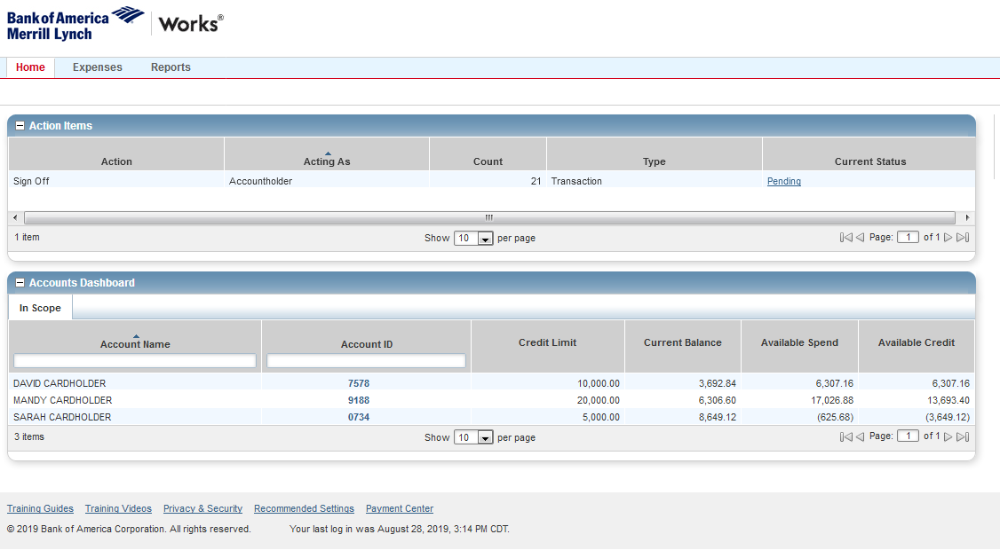 Bank of America
Merrill Lynch
Works®
Home Expenses Reports
Action Items
Action Acting As Count Type Current Status
Sign Off Accountholder 21 Transaction Pending
1 item Show 10 per page Page: 1 of 1
Accounts Dashboard
In Scope
Account Name Account ID Credit Limit Current Balance Available Spend Available Credit
DAVID CARDHOLDER 7578 10,000.00 3,692.84 6,307.16 6,307.16
MANDY CARDHOLDER 9188 20,000.00 6,306.60 17,026.88 13,693.40
SARAH CARDHOLDER 0734 5,000.00 8,649.12 (625.68) (3,649.12)
3 items Show 10 per page Page: 1 of 1
Training Guides Training Videos Privacy & Security Recommended Settings Payment Center
© 2019 Bank of America Corporation. All rights reserved. Your last log in was August 28, 2019, 3:14 PM CDT.